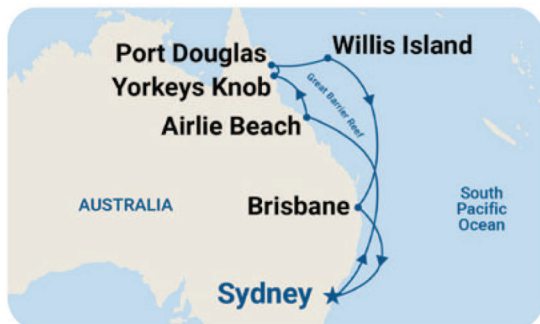 Port Douglas
Willis Island
Yorkeys Knob
Great Barrier Reef
Airlie Beach
AUSTRALIA
Brisbane
South
Pacific
Ocean
Sydney